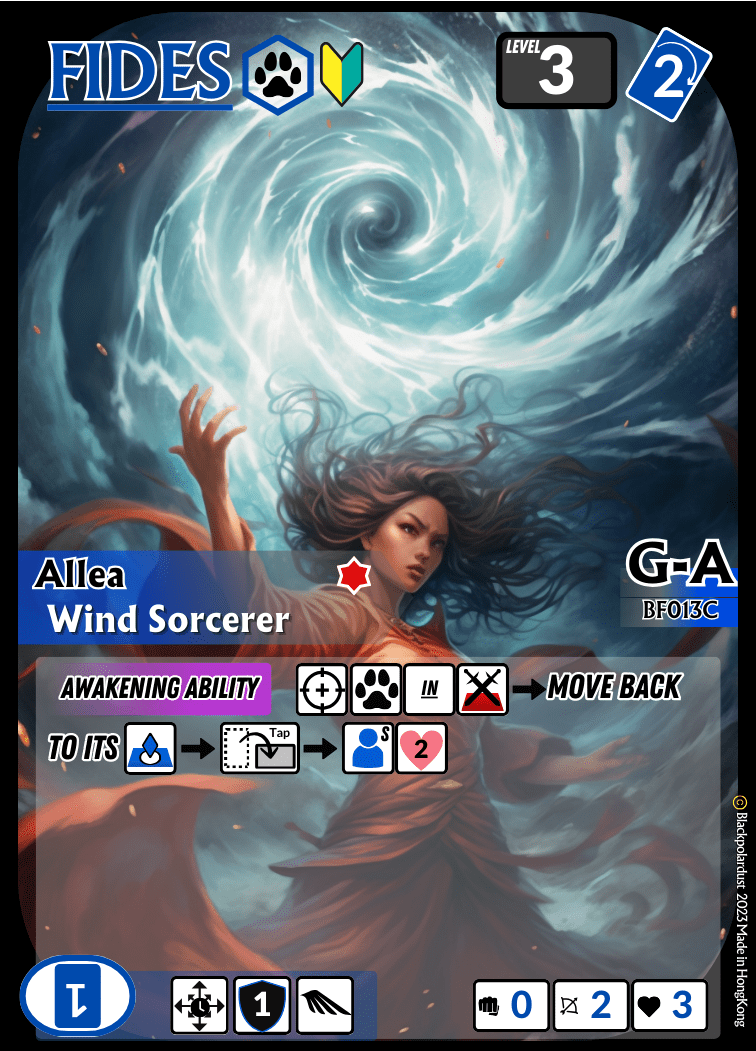 FIDES
LEVEL 3
2
Allea
Wind Sorcerer
G-A
BF013C
AWAKENING ABILITY IN MOVE BACK
TO ITS Tap S 2
1
1
0 2 3
© Blackpolardust 2023 Made in HongKong